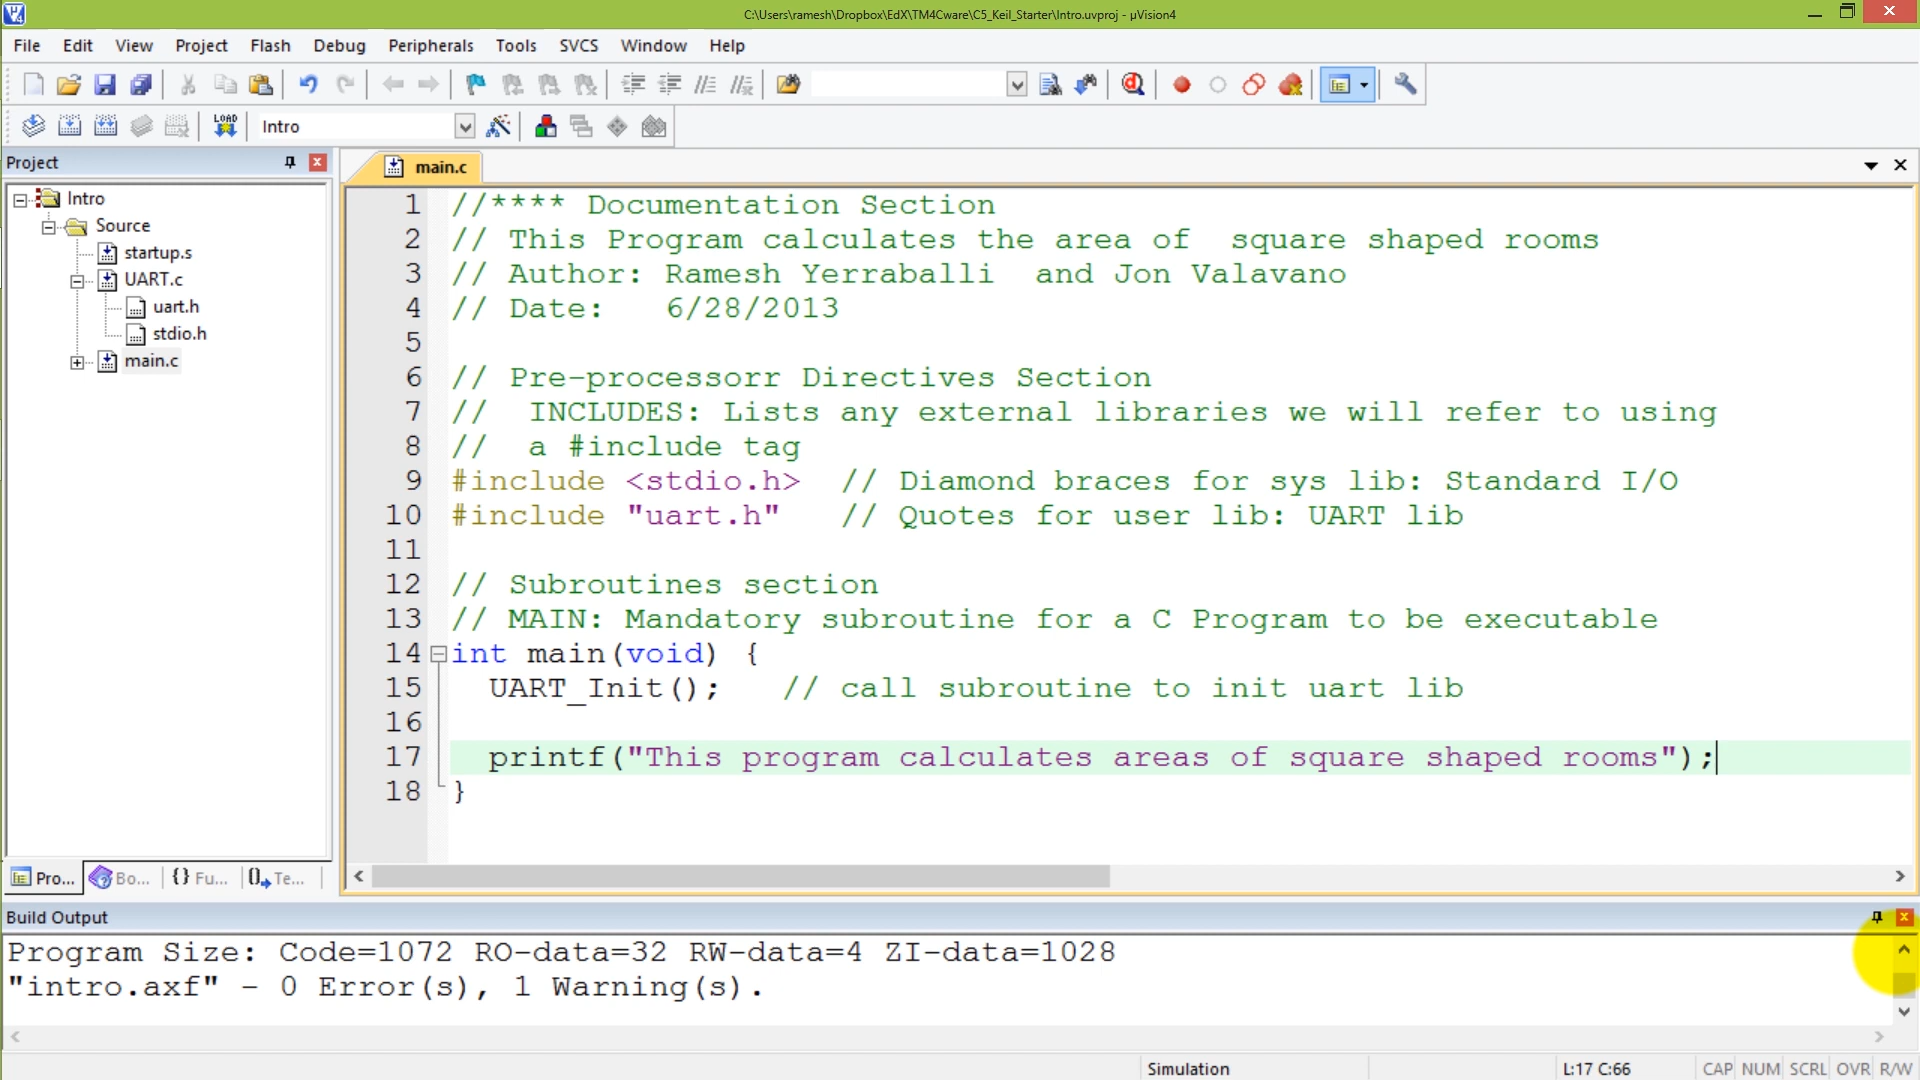 C:\Users\ramesh\Dropbox\EdX\TM4Cware\C5_Keil_Starter\Intro.uvproj - µVision4
File Edit View Project Flash Debug Peripherals Tools SVCS Window Help
LOAD Intro
Project
main.c
Intro
Source
startup.s
UART.c
uart.h
stdio.h
main.c
1 //**** Documentation Section
2 // This Program calculates the area of  square shaped rooms
3 // Author: Ramesh Yerraballi  and Jon Valavano
4 // Date:   6/28/2013
5
6 // Pre-processorr Directives Section
7 //  INCLUDES: Lists any external libraries we will refer to using
8 //  a #include tag
9 #include <stdio.h>  // Diamond braces for sys lib: Standard I/O
10 #include "uart.h"   // Quotes for user lib: UART lib
11
12 // Subroutines section
13 // MAIN: Mandatory subroutine for a C Program to be executable
14 int main(void) {
15   UART_Init();   // call subroutine to init uart lib
16
17   printf("This program calculates areas of square shaped rooms");
18 }
Pro... Bo... {} Fu... Te...
Build Output
Program Size: Code=1072 RO-data=32 RW-data=4 ZI-data=1028
"intro.axf" - 0 Error(s), 1 Warning(s).
Simulation L:17 C:66 CAP NUM SCRL OVR R/W